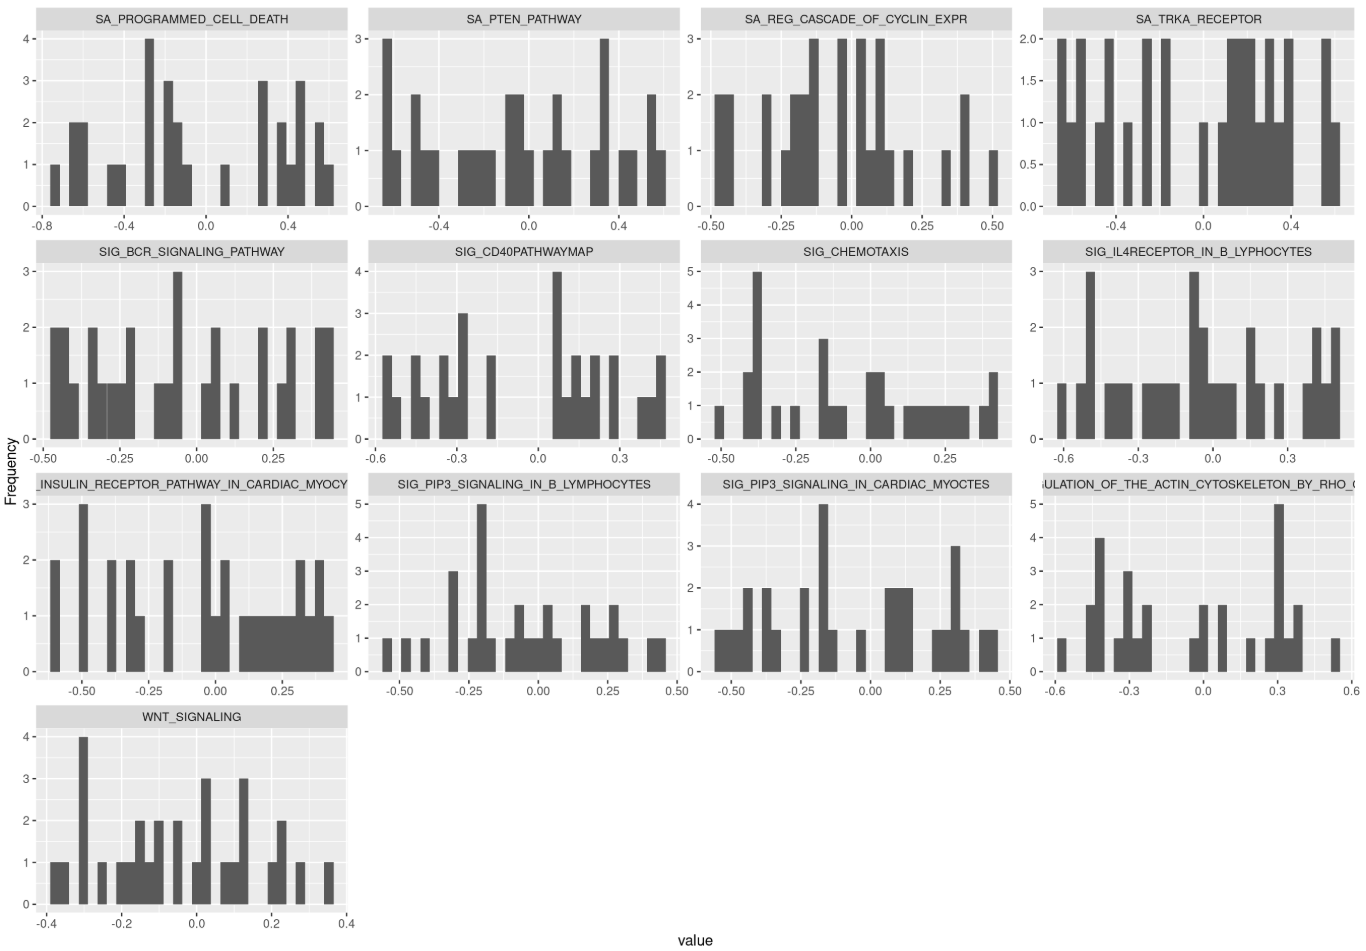 SA_PROGRAMMED_CELL_DEATH
SA_PTEN_PATHWAY
SA_REG_CASCADE_OF_CYCLIN_EXPR
SA_TRKA_RECEPTOR
4
3
2
1
0
-0.8 -0.4 0.0 0.4
3
2
1
0
-0.4 0.0 0.4
3
2
1
0
-0.50 -0.25 0.00 0.25 0.50
2.0
1.5
1.0
0.5
0.0
-0.4 0.0 0.4
SIG_BCR_SIGNALING_PATHWAY
SIG_CD40PATHWAYMAP
SIG_CHEMOTAXIS
SIG_IL4RECEPTOR_IN_B_LYPHOCYTES
3
2
1
0
-0.50 -0.25 0.00 0.25
4
3
2
1
0
-0.6 -0.3 0.0 0.3
5
4
3
2
1
0
-0.50 -0.25 0.00 0.25
3
2
1
0
-0.6 -0.3 0.0 0.3
Frequency
_INSULIN_RECEPTOR_PATHWAY_IN_CARDIAC_MYOCY
SIG_PIP3_SIGNALING_IN_B_LYMPHOCYTES
SIG_PIP3_SIGNALING_IN_CARDIAC_MYOCTES
ULATION_OF_THE_ACTIN_CYTOSKELETON_BY_RHO_
3
2
1
0
-0.50 -0.25 0.00 0.25
5
4
3
2
1
0
-0.50 -0.25 0.00 0.25 0.50
4
3
2
1
0
-0.50 -0.25 0.00 0.25 0.50
5
4
3
2
1
0
-0.6 -0.3 0.0 0.3 0.6
WNT_SIGNALING
4
3
2
1
0
-0.4 -0.2 0.0 0.2 0.4
value